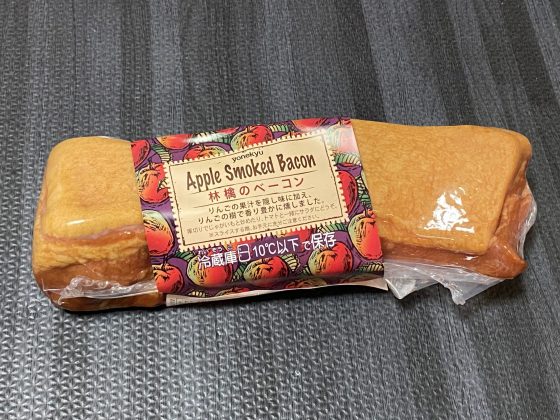 yonekyu
Apple Smoked Bacon
林檎のベーコン
りんごの果汁を隠し味に加え、
りんごの樹で香り豊かに燻しました。
冷蔵庫 10℃以下で保存